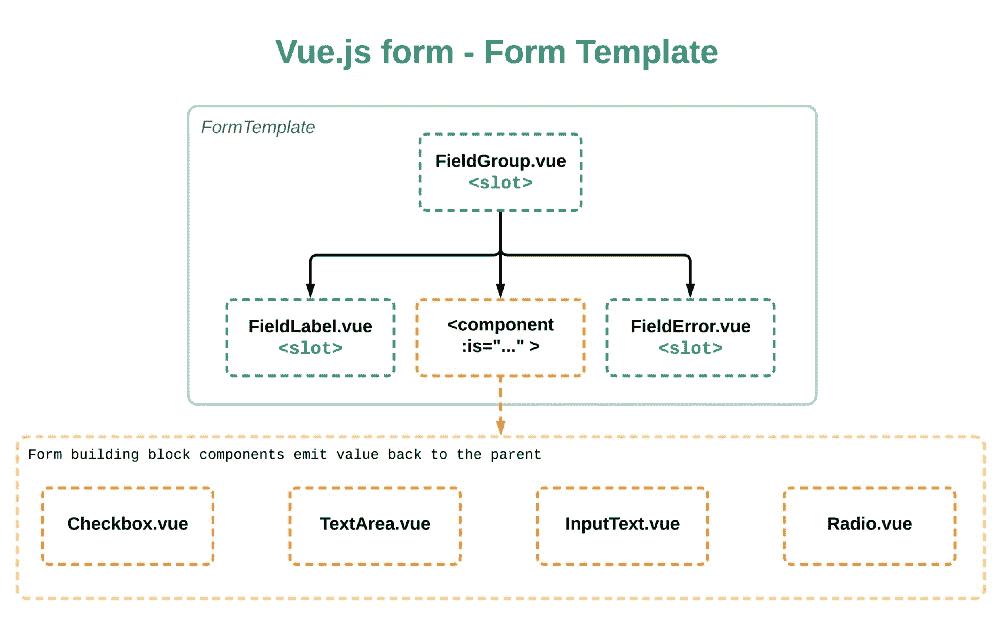 Vue.js form - Form Template
FormTemplate
FieldGroup.vue
<slot>
FieldLabel.vue
<slot>
<component
:is="..." >
FieldError.vue
<slot>
Form building block components emit value back to the parent
Checkbox.vue
TextArea.vue
InputText.vue
Radio.vue